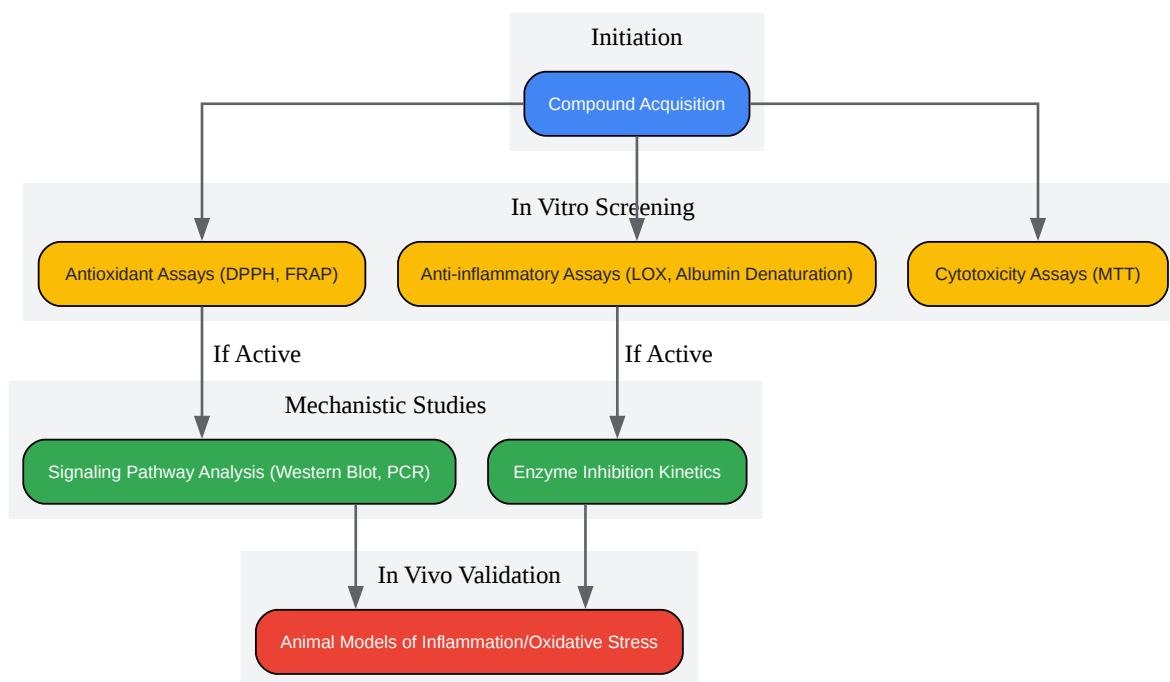 Initiation
Compound Acquisition
In Vitro Screening
Antioxidant Assays (DPPH, FRAP)
Anti-inflammatory Assays (LOX, Albumin Denaturation)
Cytotoxicity Assays (MTT)
If Active
If Active
Mechanistic Studies
Signaling Pathway Analysis (Western Blot, PCR)
Enzyme Inhibition Kinetics
In Vivo Validation
Animal Models of Inflammation/Oxidative Stress